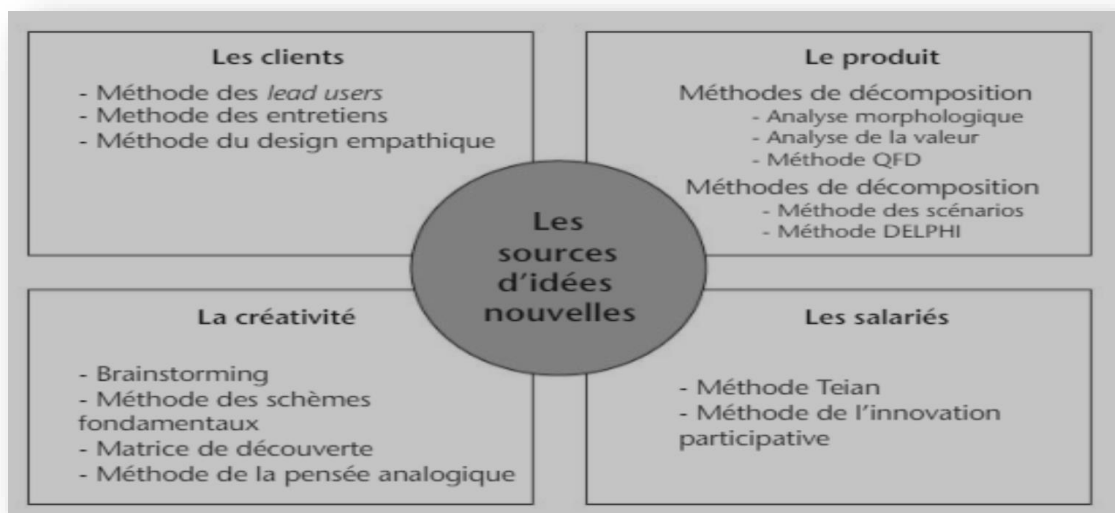 Les clients
- Méthode des lead users
- Methode des entretiens
- Méthode du design empathique
Le produit
Méthodes de décomposition
- Analyse morphologique
- Analyse de la valeur
- Méthode QFD
Méthodes de décomposition
- Méthode des scénarios
- Méthode DELPHI
Les
sources
d'idées
nouvelles
La créativité
- Brainstorming
- Méthode des schèmes
fondamentaux
- Matrice de découverte
- Méthode de la pensée analogique
Les salariés
- Méthode Teian
- Méthode de l'innovation
participative